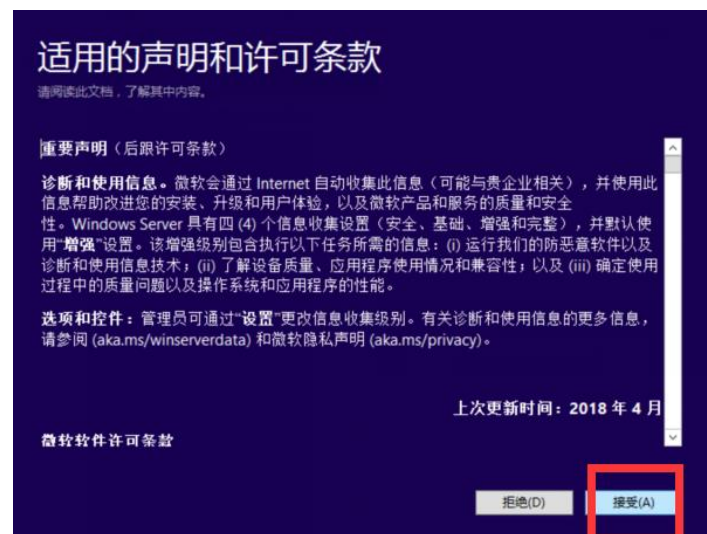 适用的声明和许可条款
请阅读此文档，了解其中内容。
重要声明（后跟许可条款）
诊断和使用信息。微软会通过 Internet 自动收集此信息（可能与贵企业相关），并使用此
信息帮助改进您的安装、升级和用户体验，以及微软产品和服务的质量和安全
性。Windows Server 具有四 (4) 个信息收集设置（安全、基础、增强和完整），并默认使
用“增强”设置。该增强级别包含执行以下任务所需的信息：(i) 运行我们的防恶意软件以及
诊断和使用信息技术；(ii) 了解设备质量、应用程序使用情况和兼容性；以及 (iii) 确定使用
过程中的质量问题以及操作系统和应用程序的性能。
选项和控件：管理员可通过“设置”更改信息收集级别。有关诊断和使用信息的更多信息，
请参阅 (aka.ms/winserverdata) 和微软隐私声明 (aka.ms/privacy)。
上次更新时间：2018 年 4 月
微软软件许可条款
拒绝(D)
接受(A)